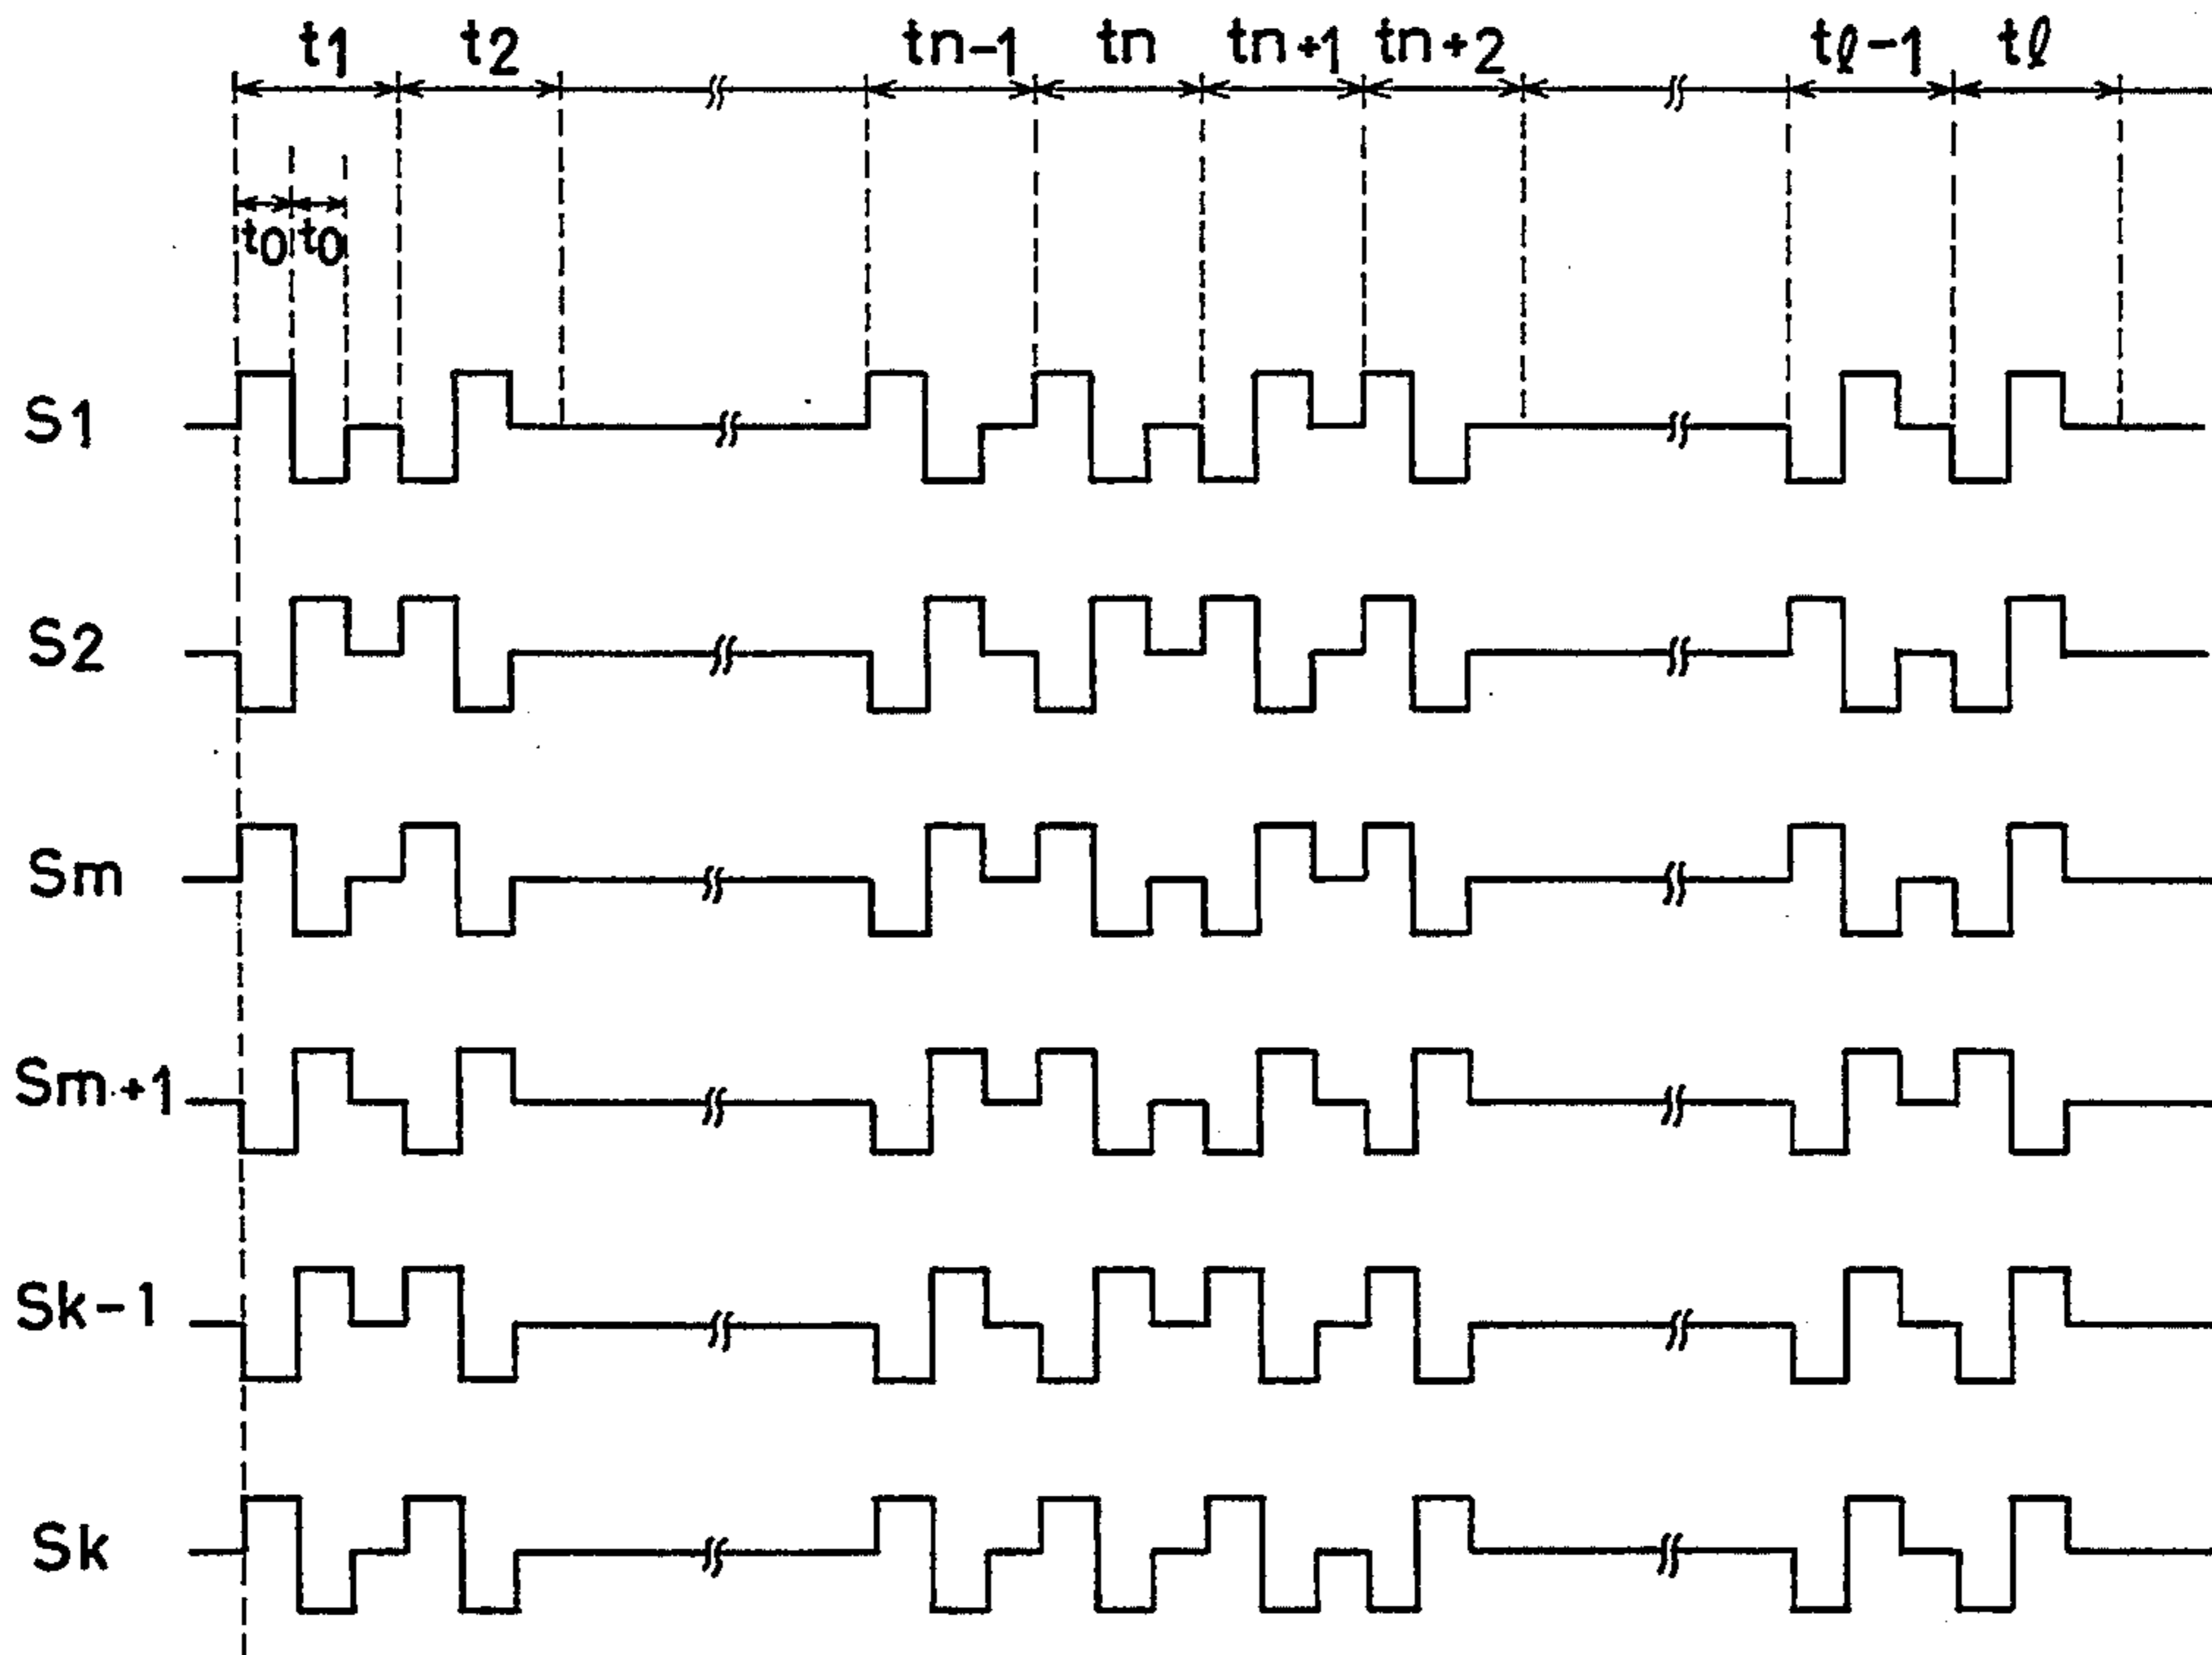 t1 t2 tn-1 tn tn+1 tn+2 tℓ-1 tℓ
t0 t0
S1
S2
Sm
Sm+1
Sk-1
Sk